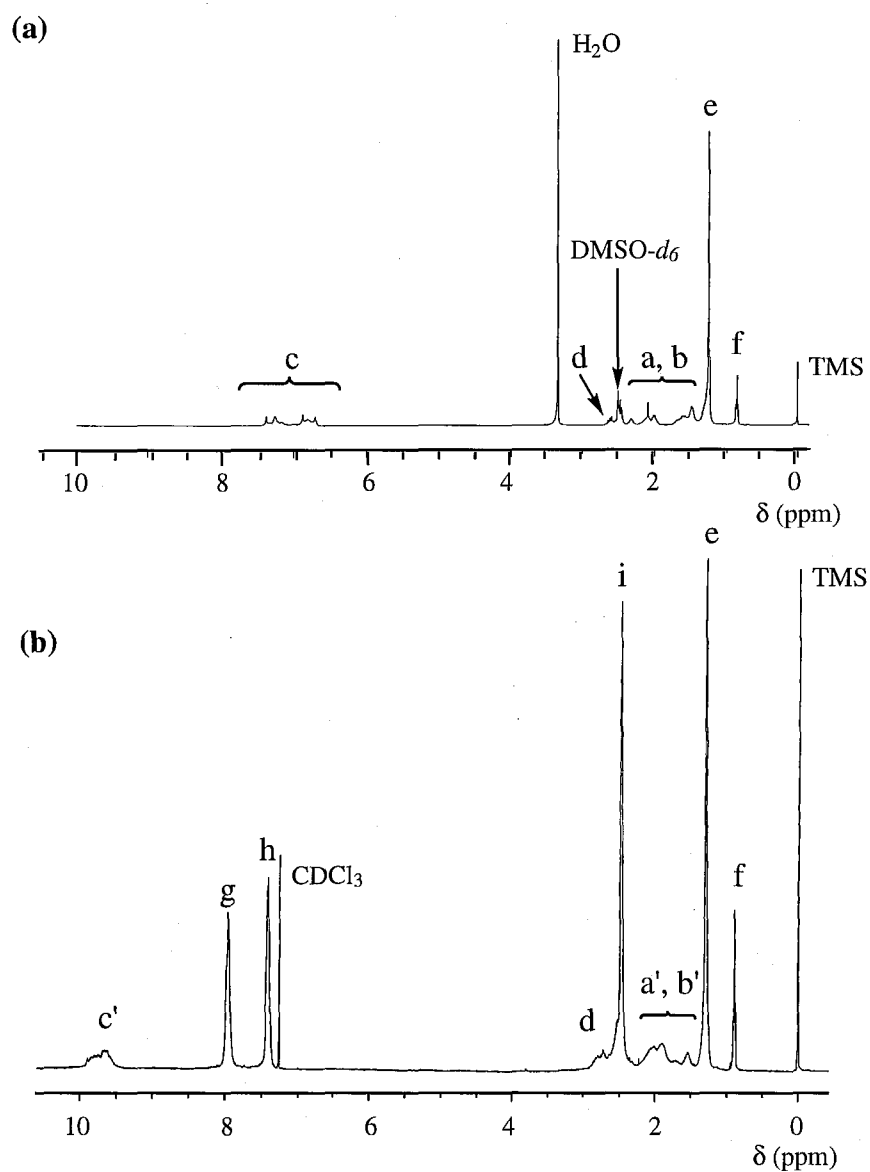 (a)
H₂O
e
DMSO-d₆
c
d
a, b
f
TMS
10 8 6 4 2 0
δ (ppm)
(b)
i
e
TMS
h
CDCl₃
g
f
a', b'
c'
d
10 8 6 4 2 0
δ (ppm)